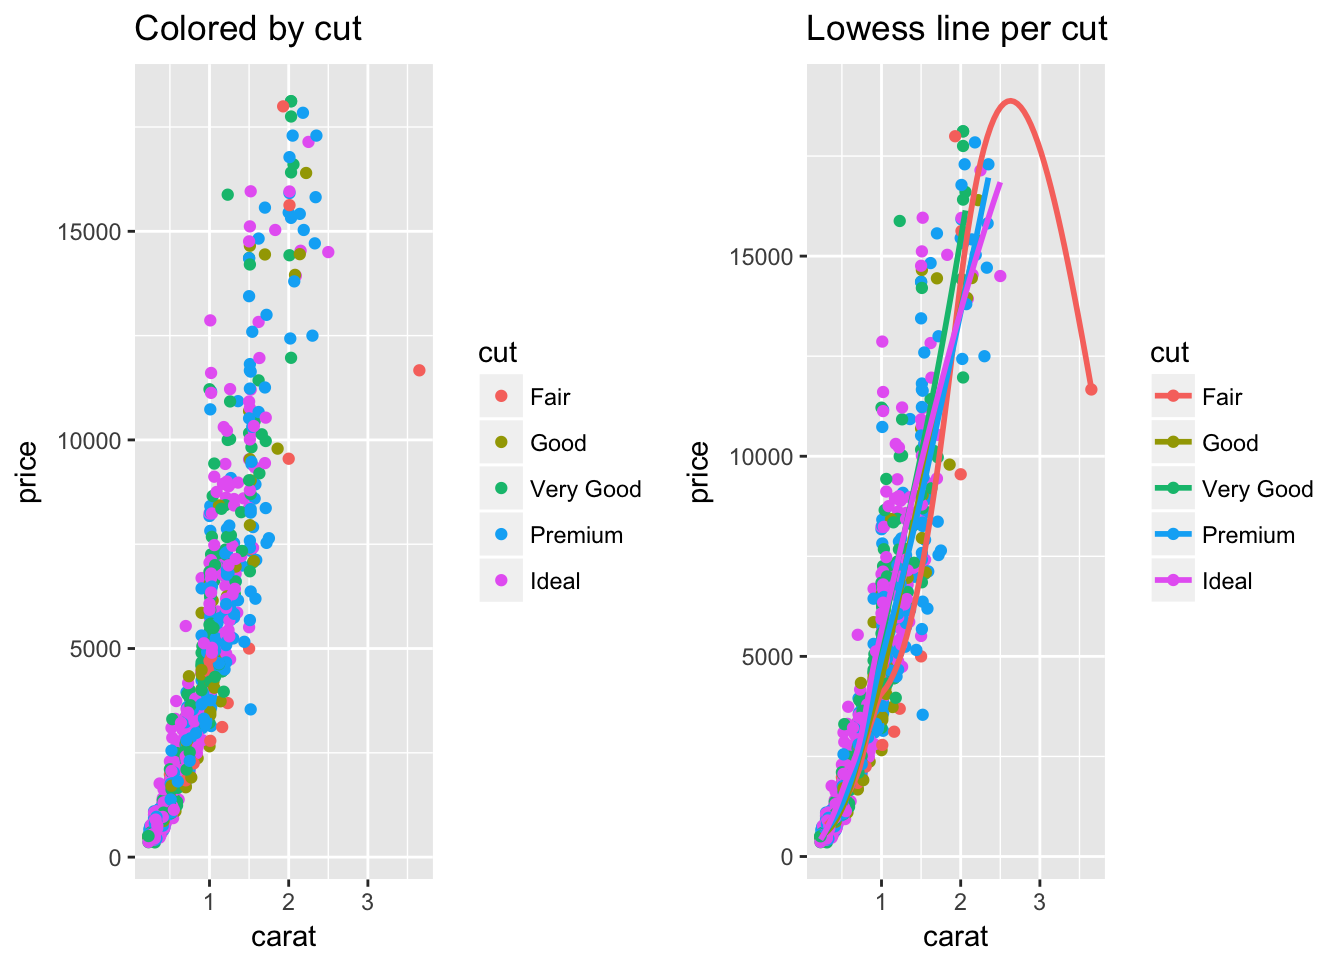 Colored by cut
price
15000
10000
5000
0
1 2 3
carat
cut
Fair
Good
Very Good
Premium
Ideal
Lowess line per cut
price
15000
10000
5000
0
1 2 3
carat
cut
Fair
Good
Very Good
Premium
Ideal